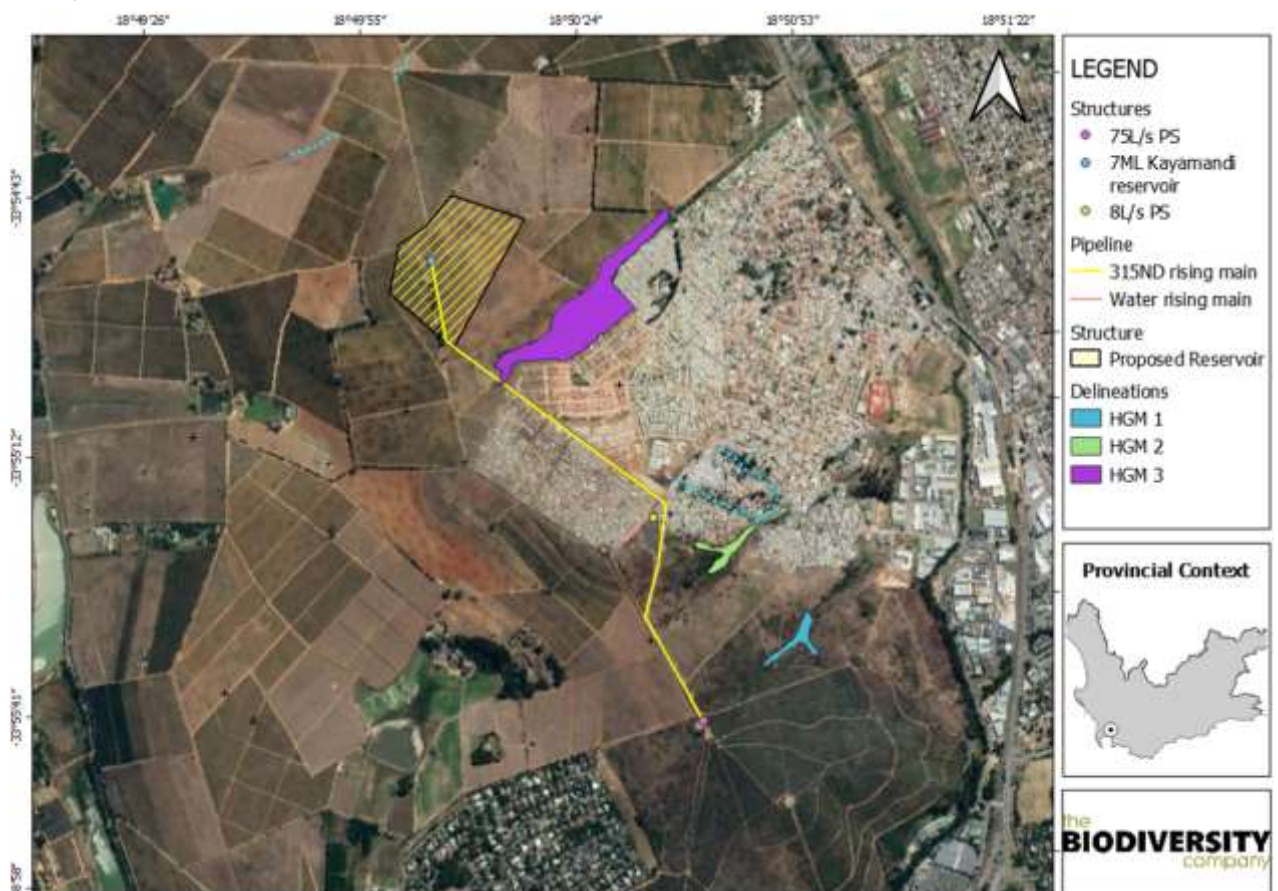 18°49'26" 18°49'55" 18°50'24" 18°50'53" 18°51'22"
-33°54'43"
-33°55'12"
-33°55'41"
LEGEND
Structures
75L/s PS
7ML Kayamandi
reservoir
8L/s PS
Pipeline
315ND rising main
Water rising main
Structure
Proposed Reservoir
Delineations
HGM 1
HGM 2
HGM 3
Provincial Context
the
BIODIVERSITY
company